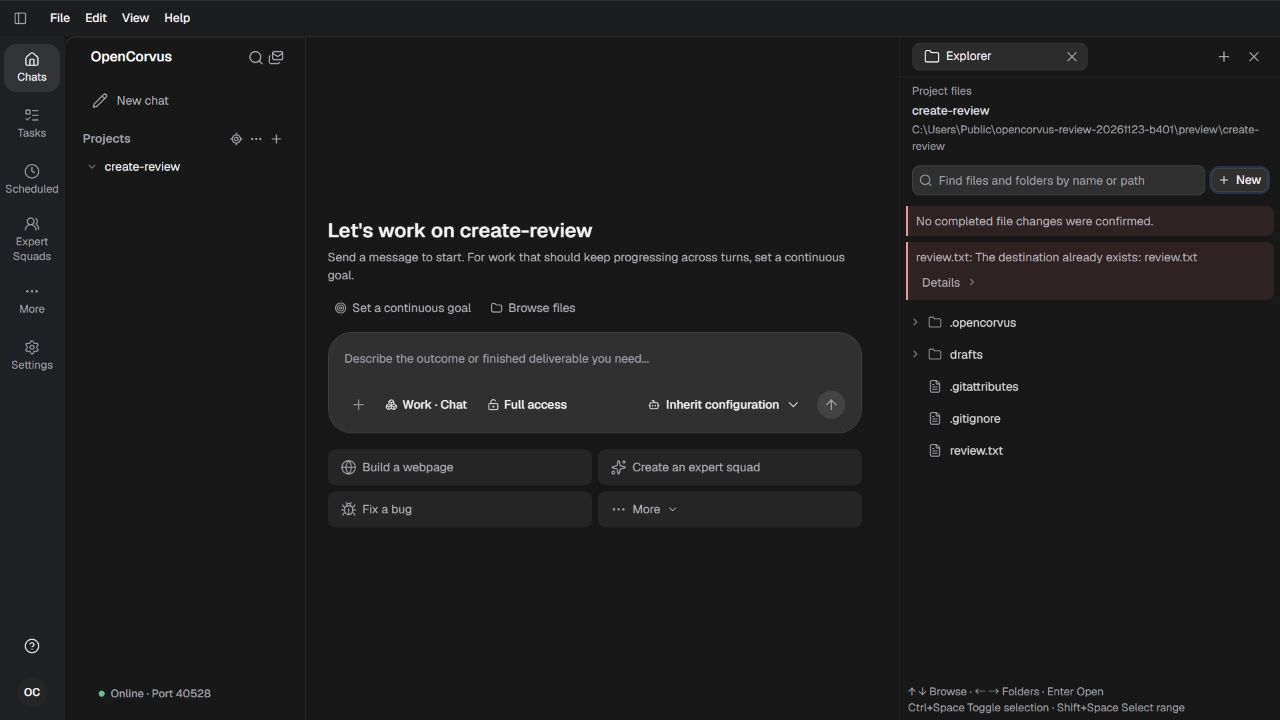 File Edit View Help
Chats
Tasks
Scheduled
Expert
Squads
More
Settings
OC
OpenCorvus
New chat
Projects
create-review
Online · Port 40528
Let's work on create-review
Send a message to start. For work that should keep progressing across turns, set a continuous
goal.
Set a continuous goal Browse files
Describe the outcome or finished deliverable you need...
Work · Chat Full access Inherit configuration
Build a webpage Create an expert squad
Fix a bug More
Explorer
Project files
create-review
C:\Users\Public\opencorvus-review-20261123-b401\preview\create-
review
Find files and folders by name or path New
No completed file changes were confirmed.
review.txt: The destination already exists: review.txt
Details
.opencorvus
drafts
.gitattributes
.gitignore
review.txt
↑↓ Browse · ←→ Folders · Enter Open
Ctrl+Space Toggle selection · Shift+Space Select range